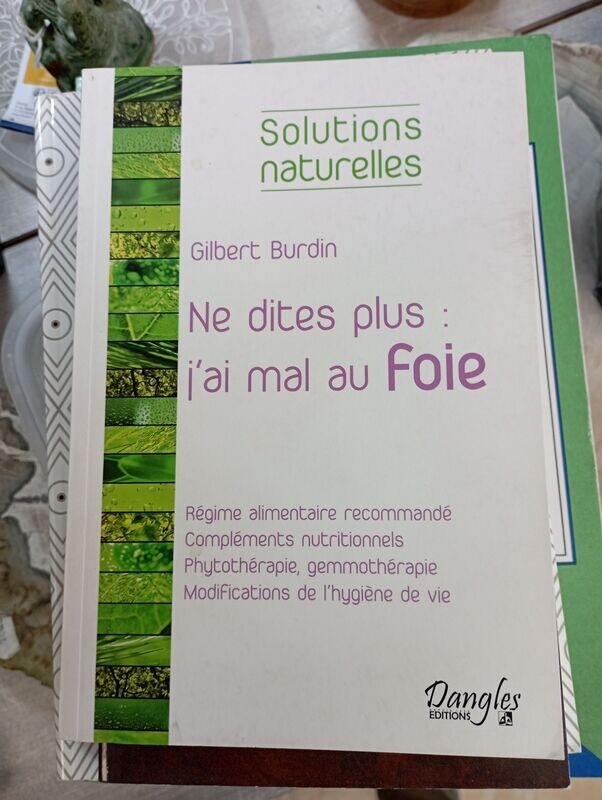 Solutions
naturelles
Gilbert Burdin
Ne dites plus :
j'ai mal au foie
Régime alimentaire recommandé
Compléments nutritionnels
Phytothérapie, gemmothérapie
Modifications de l'hygiène de vie
Dangles
ÉDITIONS